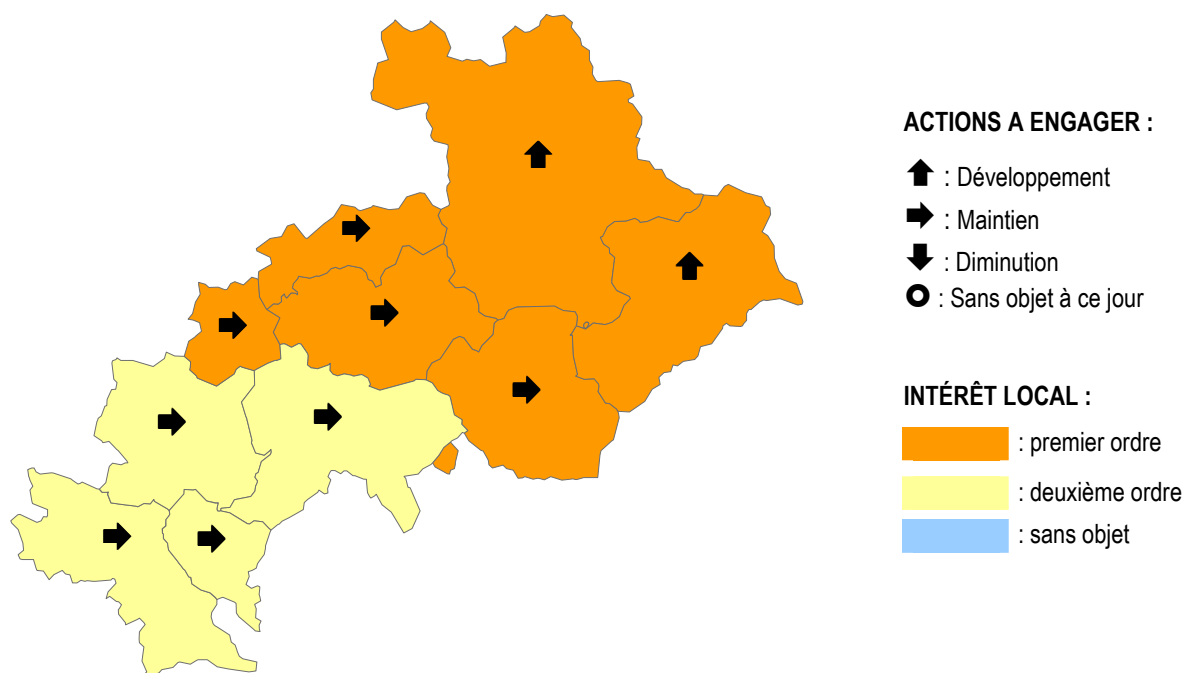 ACTIONS A ENGAGER :
: Développement
: Maintien
: Diminution
: Sans objet à ce jour
INTÉRÊT LOCAL :
: premier ordre
: deuxième ordre
: sans objet